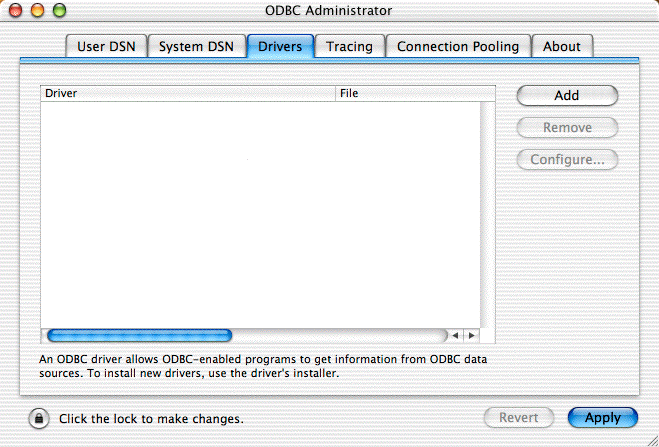 ODBC Administrator
User DSN System DSN Drivers Tracing Connection Pooling About
Driver File
Add
Remove
Configure...
An ODBC driver allows ODBC-enabled programs to get information from ODBC data
sources. To install new drivers, use the driver's installer.
Click the lock to make changes. Revert Apply